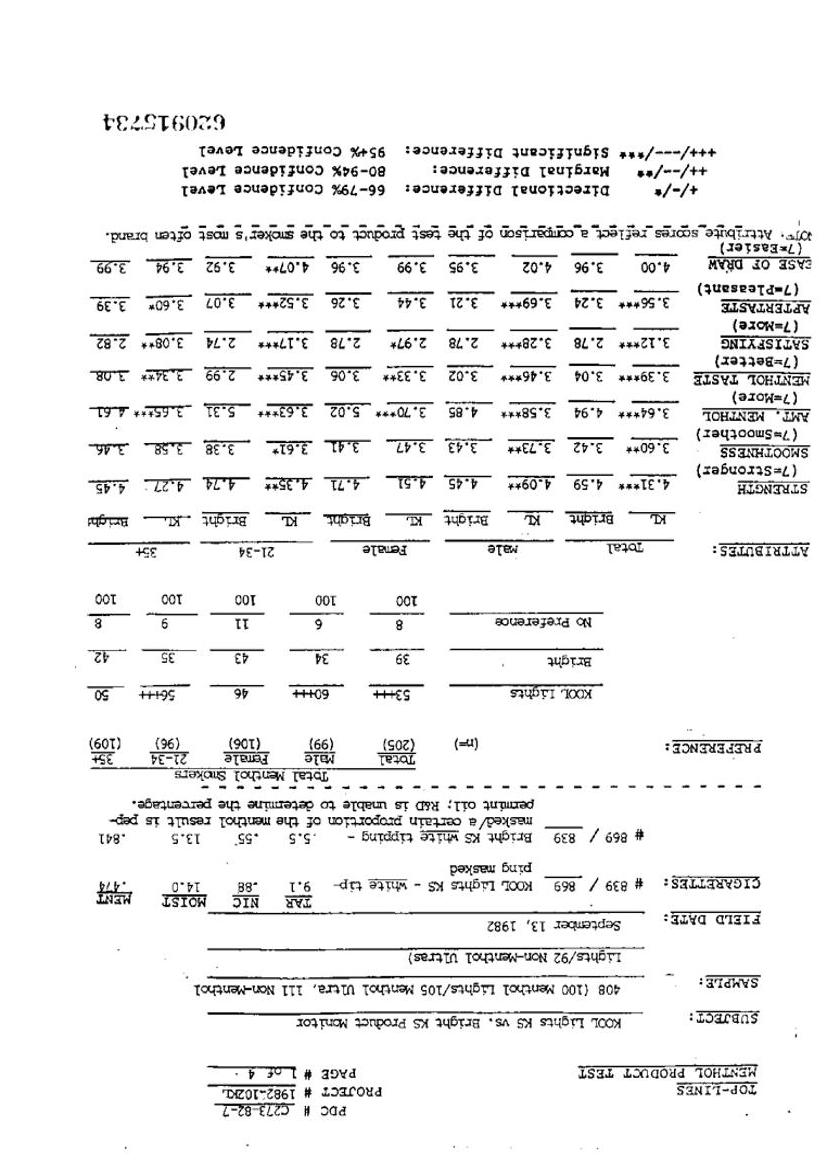 PDC # C273-82-7
TOP-LINES PROJECT # 1982-102KL
MENTHOL PRODUCT TEST PAGE # 1 of 4
SUBJECT: KOOL Lights KS vs. Bright KS Product Monitor
SAMPLE: 408 (100 Menthol Lights/105 Menthol Ultra, 111 Non-Menthol
Lights/92 Non-Menthol Ultras)
FIELD DATE: September 13, 1982
TAR NIC MOIST MENT
CIGARETTES: # 839 / 869 KOOL Lights KS - white tip- 9.1 .88 14.0 .474
ping masked
# 869 / 839 Bright KS white tipping - 5.5 .55 13.5 .841
masked/a certain proportion of the menthol result is pep-
permint oil; R&D is unable to determine the percentage.
Total Menthol Smokers
Total Male Female 21-34 35+
PREFERENCE: (n=) (205) (99) (106) (96) (109)
KOOL Lights 53+++ 60+++ 46 56+++ 50
Bright 39 34 43 35 42
No Preference 8 6 11 9 8
100 100 100 100 100
ATTRIBUTES: Total Male Female 21-34 35+
KL Bright KL Bright KL Bright KL Bright KL Bright
STRENGTH 4.31*** 4.59 4.09** 4.45 4.51 4.71 4.35** 4.74 4.27 4.45
(7=Stronger)
SMOOTHNESS 3.60** 3.42 3.73** 3.43 3.47 3.41 3.61* 3.38 3.58 3.46
(7=Smoother)
AMT. MENTHOL 3.64*** 4.94 3.58*** 4.85 3.70*** 5.02 3.63*** 5.31 3.65*** 4.61
(7=More)
MENTHOL TASTE 3.39*** 3.04 3.46*** 3.02 3.33** 3.06 3.45*** 2.99 3.34** 3.08
(7=Better)
SATISFYING 3.12*** 2.78 3.28*** 2.78 2.97* 2.78 3.17*** 2.74 3.08** 2.82
(7=More)
AFTERTASTE 3.56*** 3.24 3.69*** 3.21 3.44 3.26 3.52*** 3.07 3.60* 3.39
(7=Pleasant)
EASE OF DRAW 4.00 3.96 4.02 3.95 3.99 3.96 4.07** 3.92 3.94 3.99
(7=Easier)
Attribute scores reflect a comparison of the test product to the smoker's most often brand.
+/-/* Directional Difference: 66-79% Confidence Level
++/--/** Marginal Difference: 80-94% Confidence Level
+++/---/*** Significant Difference: 95+% Confidence Level
620915734